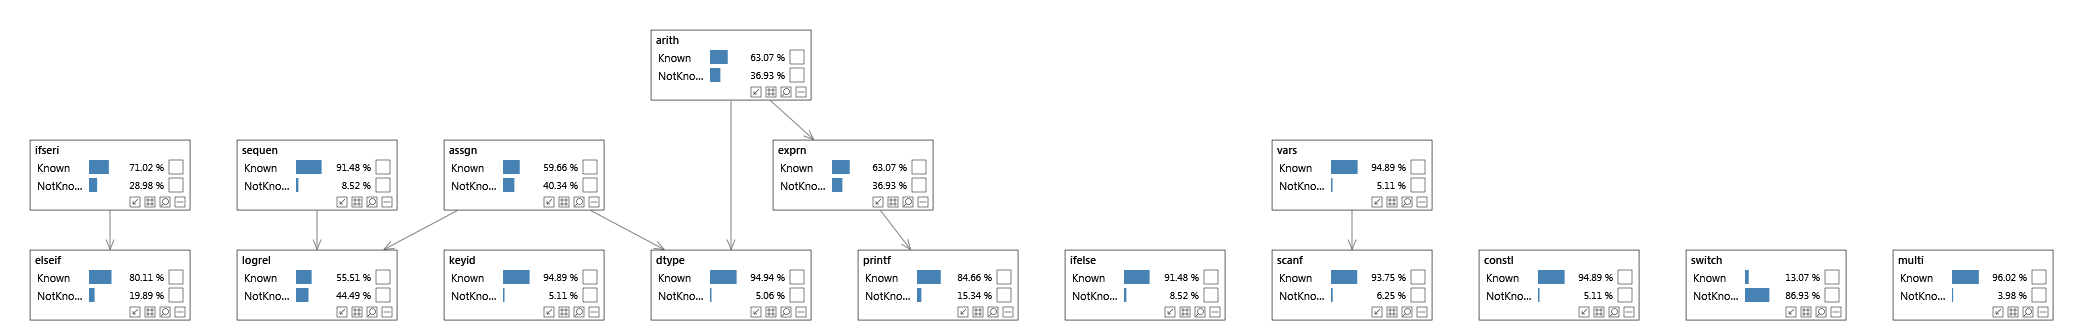 arith
Known 63.07 %
NotKno... 36.93 %
ifseri
Known 71.02 %
NotKno... 28.98 %
sequen
Known 91.48 %
NotKno... 8.52 %
assgn
Known 59.66 %
NotKno... 40.34 %
exprn
Known 63.07 %
NotKno... 36.93 %
vars
Known 94.89 %
NotKno... 5.11 %
elseif
Known 80.11 %
NotKno... 19.89 %
logrel
Known 55.51 %
NotKno... 44.49 %
keyid
Known 94.89 %
NotKno... 5.11 %
dtype
Known 94.94 %
NotKno... 5.06 %
printf
Known 84.66 %
NotKno... 15.34 %
ifelse
Known 91.48 %
NotKno... 8.52 %
scanf
Known 93.75 %
NotKno... 6.25 %
constl
Known 94.89 %
NotKno... 5.11 %
switch
Known 13.07 %
NotKno... 86.93 %
multi
Known 96.02 %
NotKno... 3.98 %